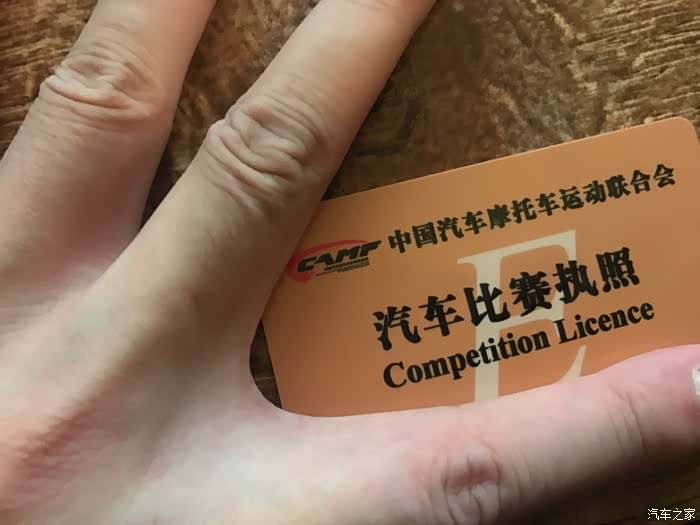 CAMF 中国汽车摩托车运动联合会
E
汽车比赛执照
Competition Licence
汽车之家